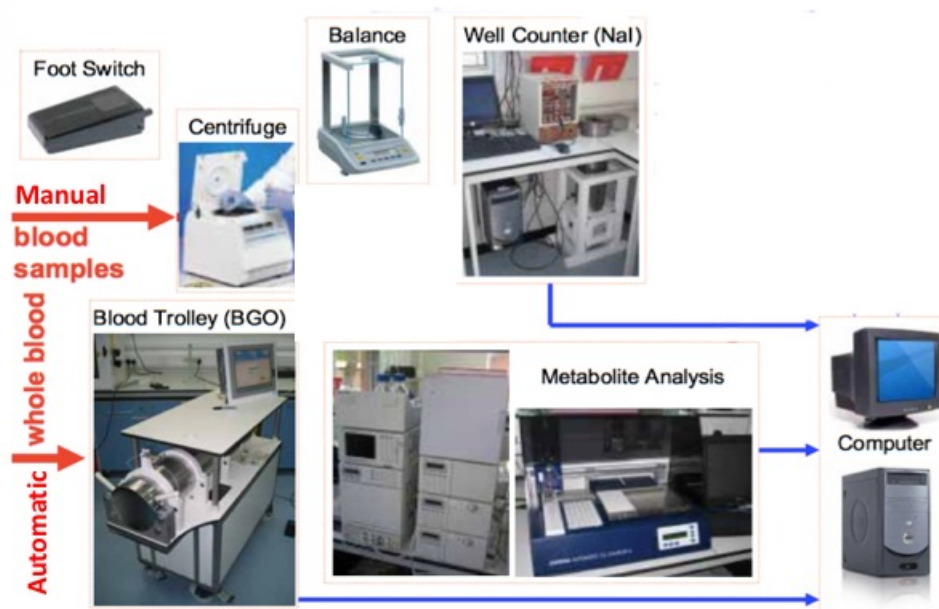 Foot Switch
Centrifuge
Balance
Well Counter (NaI)
Manual
blood
samples
Automatic whole blood
Blood Trolley (BGO)
Metabolite Analysis
Computer